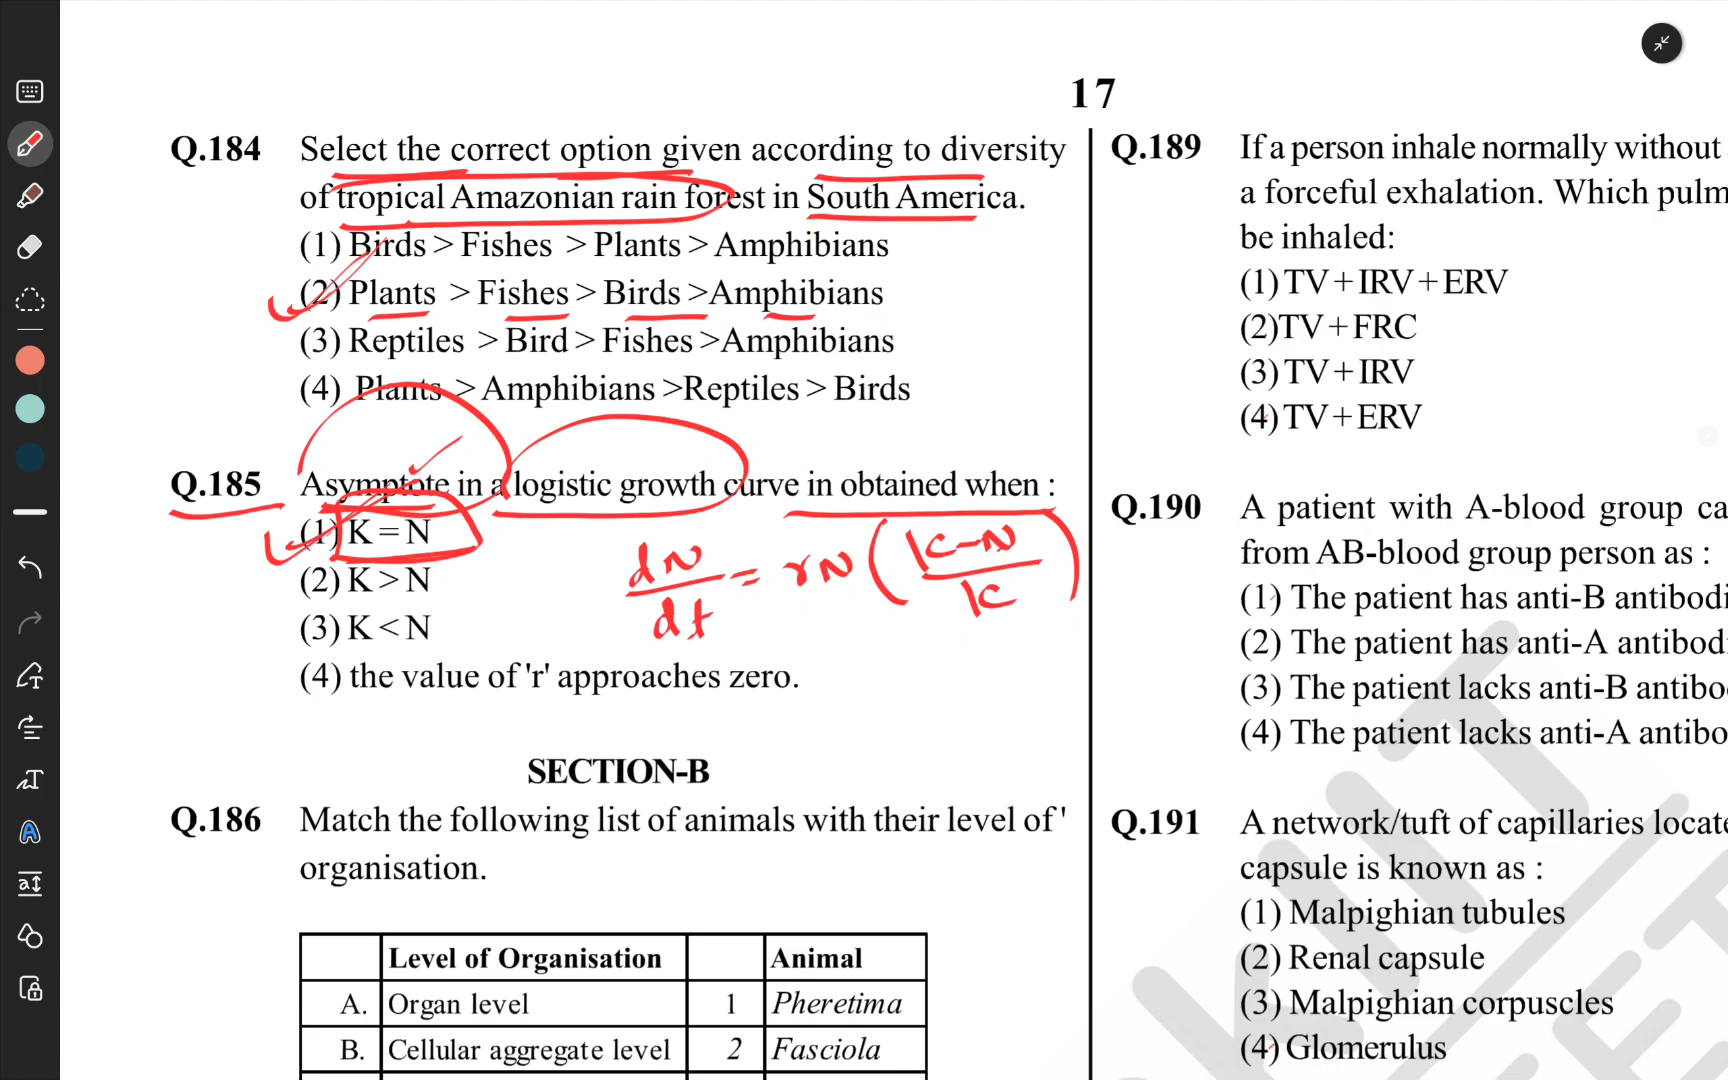 17
Q.184 Select the correct option given according to diversity
of tropical Amazonian rain forest in South America.
(1) Birds > Fishes > Plants > Amphibians
(2) Plants > Fishes > Birds >Amphibians
(3) Reptiles > Bird > Fishes >Amphibians
(4) Plants > Amphibians >Reptiles > Birds
Q.185 Asymptote in a logistic growth curve in obtained when :
(1) K = N
(2) K > N
(3) K < N
(4) the value of 'r' approaches zero.
dN/dt = rN (K-N/K)
SECTION-B
Q.186 Match the following list of animals with their level of '
organisation.
Level of Organisation Animal
A. Organ level 1 Pheretima
B. Cellular aggregate level 2 Fasciola
Q.189 If a person inhale normally without
a forceful exhalation. Which pulm
be inhaled:
(1) TV+IRV+ERV
(2)TV+FRC
(3) TV+IRV
(4) TV+ERV
Q.190 A patient with A-blood group ca
from AB-blood group person as :
(1) The patient has anti-B antibodi
(2) The patient has anti-A antibod
(3) The patient lacks anti-B antibo
(4) The patient lacks anti-A antibo
Q.191 A network/tuft of capillaries locate
capsule is known as :
(1) Malpighian tubules
(2) Renal capsule
(3) Malpighian corpuscles
(4) Glomerulus